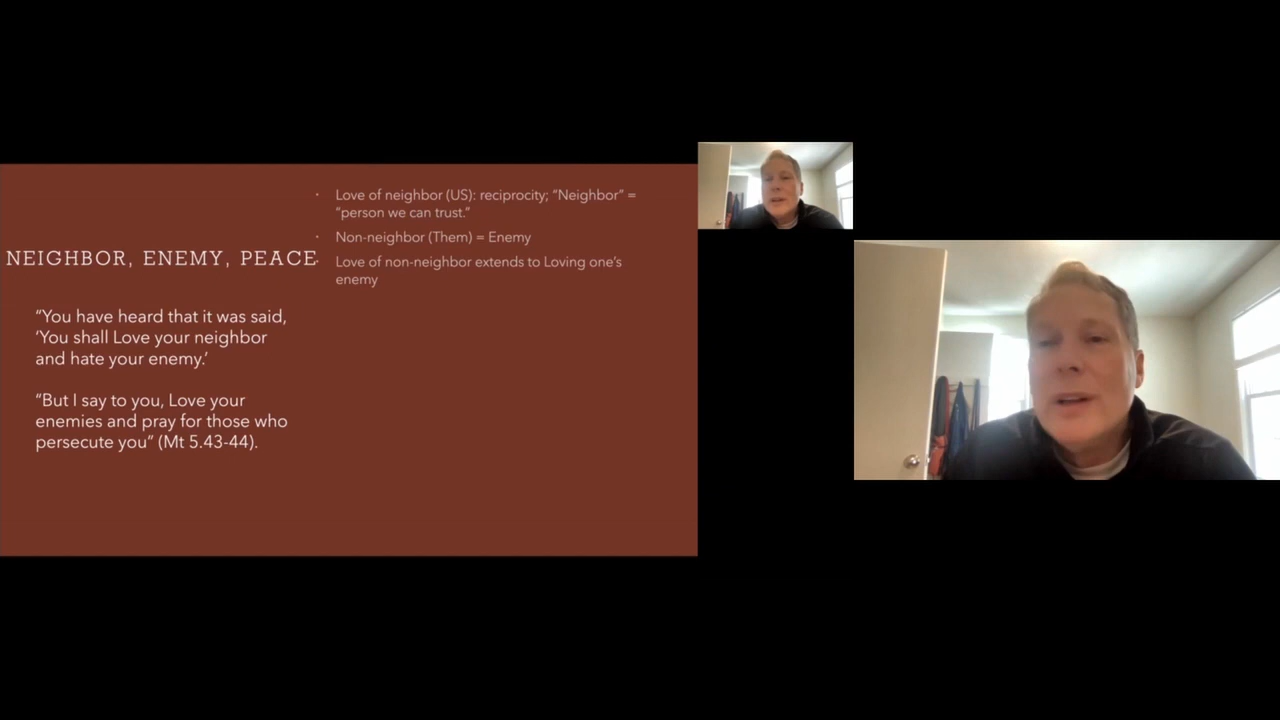 NEIGHBOR, ENEMY, PEACE
“You have heard that it was said,
‘You shall Love your neighbor
and hate your enemy.’
“But I say to you, Love your
enemies and pray for those who
persecute you” (Mt 5.43-44).
Love of neighbor (US): reciprocity; “Neighbor” =
“person we can trust.”
Non-neighbor (Them) = Enemy
Love of non-neighbor extends to Loving one’s
enemy